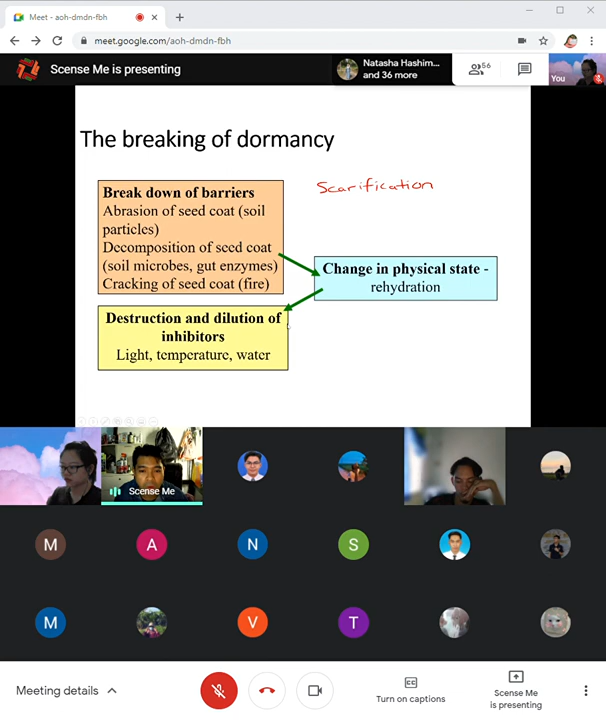 Meet - aoh-dmdn-fbh
meet.google.com/aoh-dmdn-fbh
Scense Me is presenting
Natasha Hashim...
and 36 more
56
You
The breaking of dormancy
Scarification
Break down of barriers
Abrasion of seed coat (soil
particles)
Decomposition of seed coat
(soil microbes, gut enzymes)
Cracking of seed coat (fire)
Change in physical state -
rehydration
Destruction and dilution of
inhibitors
Light, temperature, water
Scense Me
M
A
N
S
M
V
T
Meeting details
CC
Turn on captions
Scense Me
is presenting